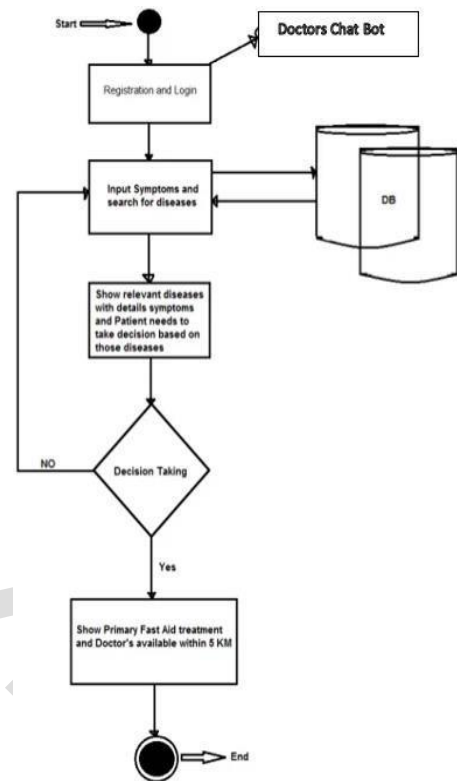 Start
Doctors Chat Bot
Registration and Login
Input Symptoms and
search for diseases
DB
Show relevant diseases
with details symptoms
and Patient needs to
take decision based on
those diseases
NO
Decision Taking
Yes
Show Primary Fast Aid treatment
and Doctor's available within 5 KM
End